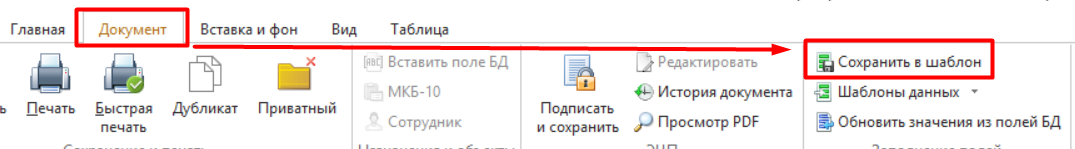 Главная Документ Вставка и фон Вид Таблица
Печать Быстрая печать Дубликат Приватный
Вставить поле БД
МКБ-10
Сотрудник
Подписать и сохранить
Редактировать
История документа
Просмотр PDF
Сохранить в шаблон
Шаблоны данных
Обновить значения из полей БД